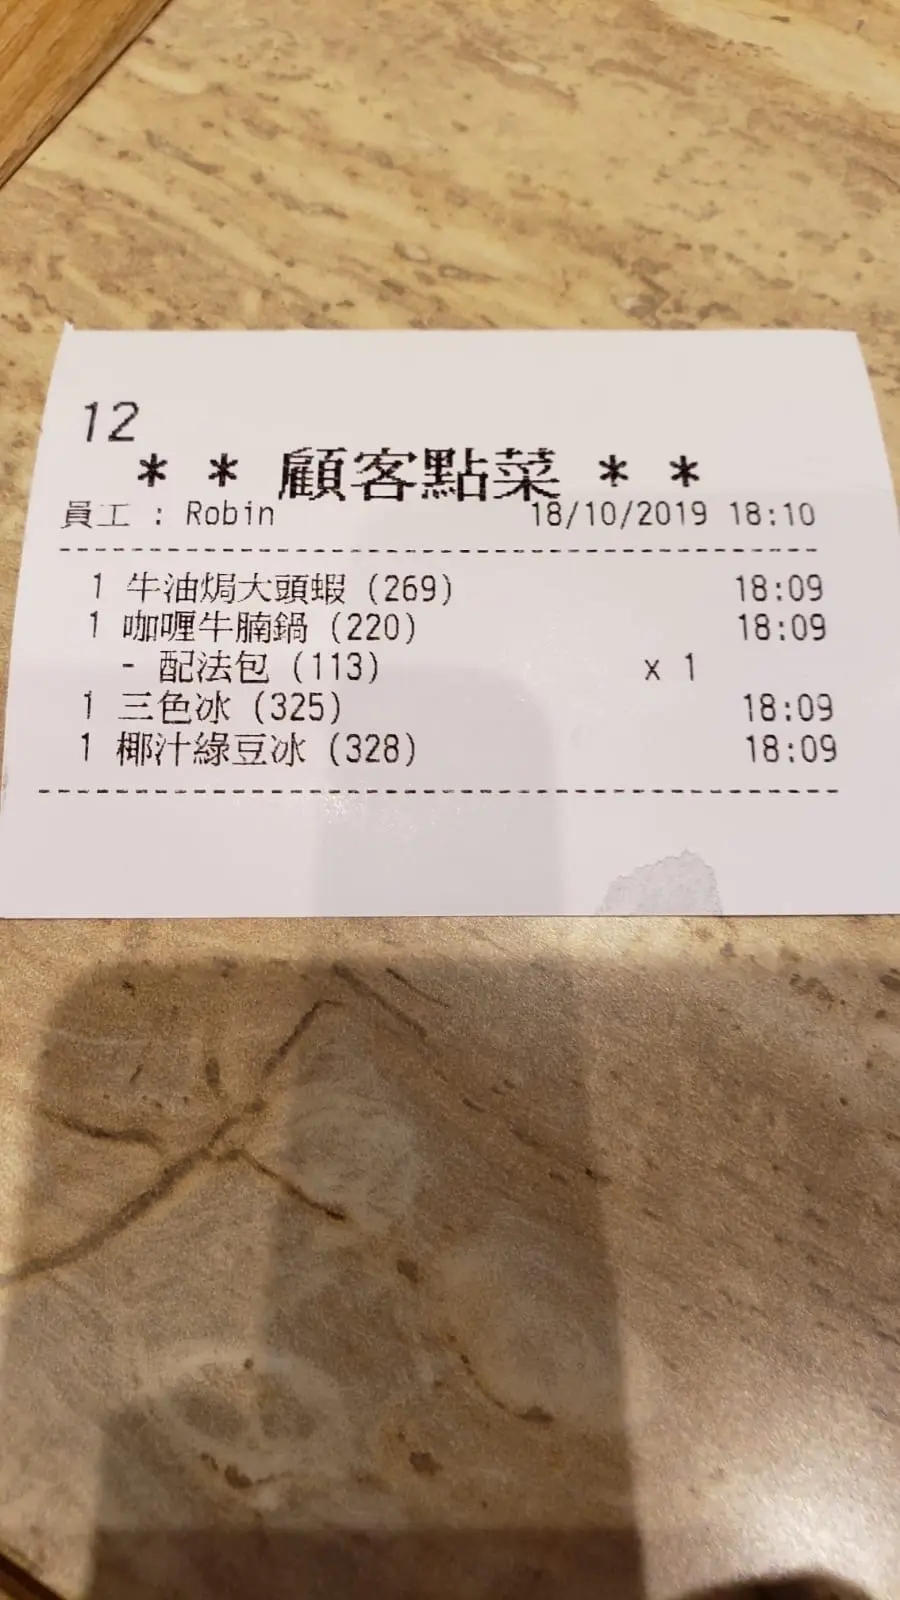 12
* * 顧客點菜 * *
員工 : Robin 18/10/2019 18:10
1 牛油焗大頭蝦 (269) 18:09
1 咖喱牛腩鍋 (220) 18:09
- 配法包 (113) x 1
1 三色冰 (325) 18:09
1 椰汁綠豆冰 (328) 18:09